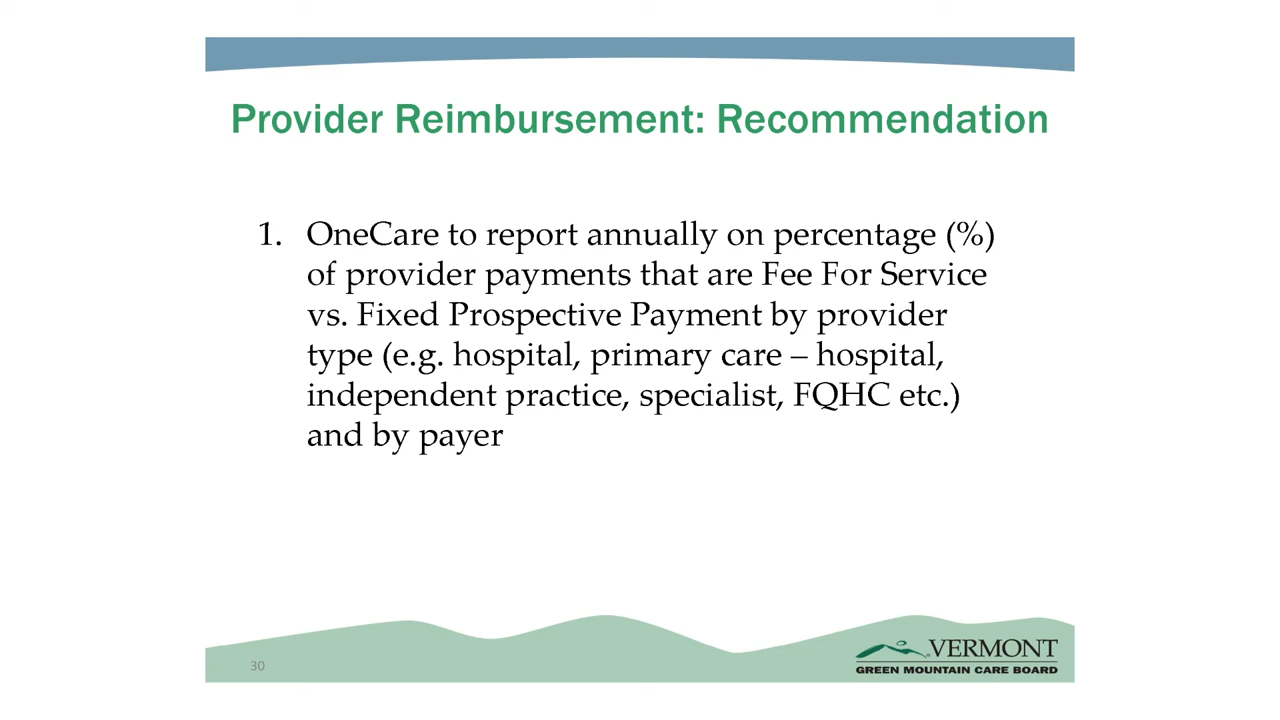 Provider Reimbursement: Recommendation
1. OneCare to report annually on percentage (%)
of provider payments that are Fee For Service
vs. Fixed Prospective Payment by provider
type (e.g. hospital, primary care – hospital,
independent practice, specialist, FQHC etc.)
and by payer
30
VERMONT
GREEN MOUNTAIN CARE BOARD